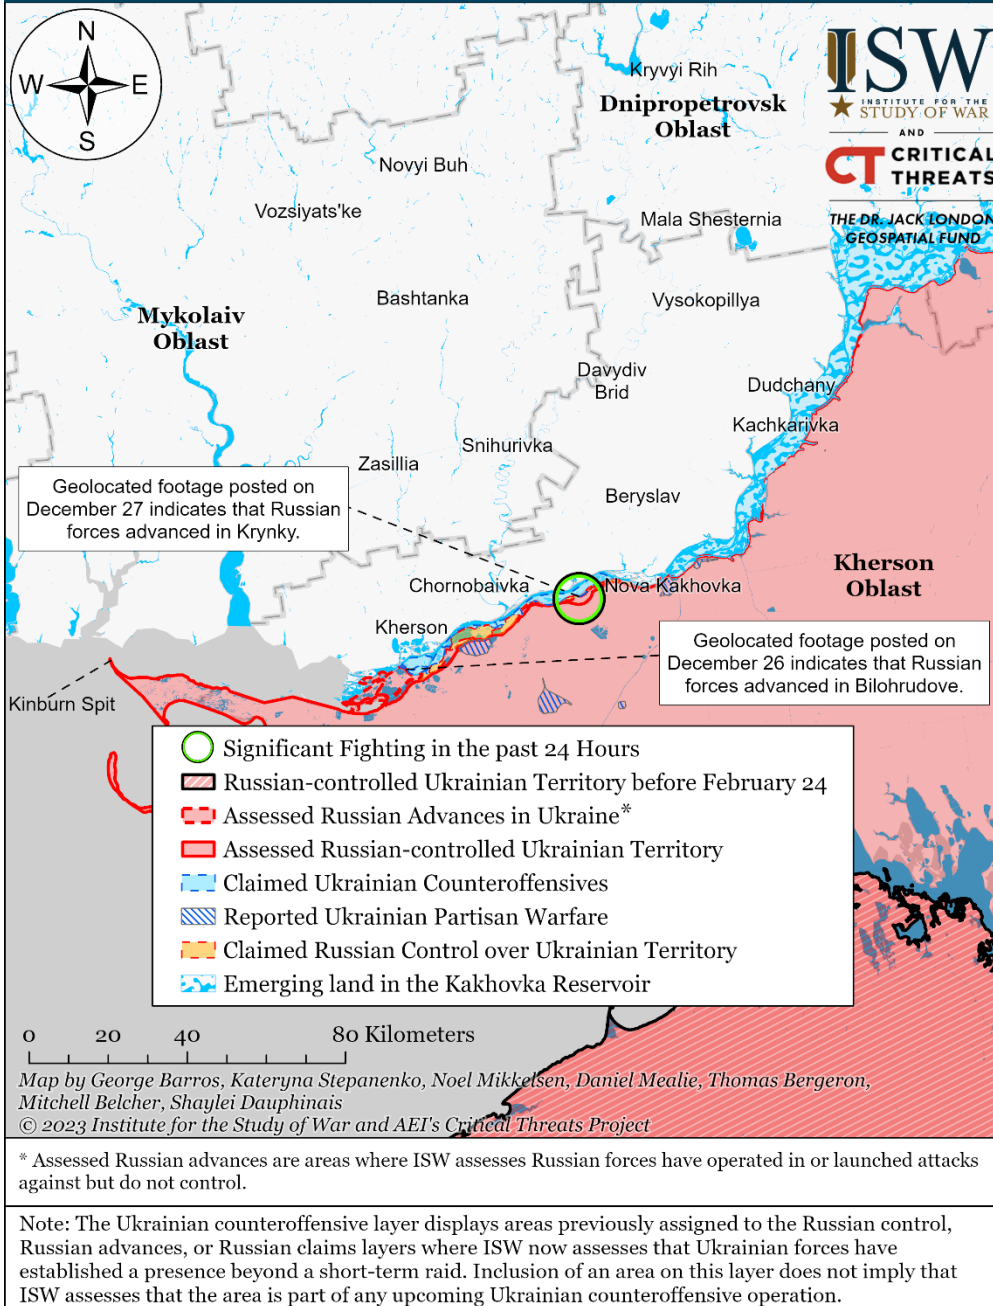 N
W
E
S
ISW
INSTITUTE FOR THE
STUDY OF WAR
AND
CT CRITICAL
THREATS
THE DR. JACK LONDON
GEOSPATIAL FUND
Kryvyi Rih
Dnipropetrovsk
Oblast
Novyi Buh
Vozsiyats'ke
Mala Shesternia
Bashtanka
Vysokopillya
Mykolaiv
Oblast
Davydiv
Brid
Dudchany
Kachkarivka
Snihurivka
Zasillia
Beryslav
Geolocated footage posted on
December 27 indicates that Russian
forces advanced in Krynky.
Kherson
Oblast
Chornobaivka
Nova Kakhovka
Kherson
Geolocated footage posted on
December 26 indicates that Russian
forces advanced in Bilohrudove.
Kinburn Spit
Significant Fighting in the past 24 Hours
Russian-controlled Ukrainian Territory before February 24
Assessed Russian Advances in Ukraine*
Assessed Russian-controlled Ukrainian Territory
Claimed Ukrainian Counteroffensives
Reported Ukrainian Partisan Warfare
Claimed Russian Control over Ukrainian Territory
Emerging land in the Kakhovka Reservoir
0 20 40 80 Kilometers
Map by George Barros, Kateryna Stepanenko, Noel Mikkelsen, Daniel Mealie, Thomas Bergeron,
Mitchell Belcher, Shaylei Dauphinais
© 2023 Institute for the Study of War and AEI's Critical Threats Project
* Assessed Russian advances are areas where ISW assesses Russian forces have operated in or launched attacks
against but do not control.
Note: The Ukrainian counteroffensive layer displays areas previously assigned to the Russian control,
Russian advances, or Russian claims layers where ISW now assesses that Ukrainian forces have
established a presence beyond a short-term raid. Inclusion of an area on this layer does not imply that
ISW assesses that the area is part of any upcoming Ukrainian counteroffensive operation.